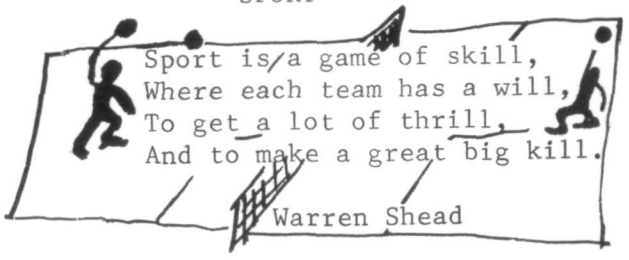 SPORT
Sport is a game of skill,
Where each team has a will,
To get a lot of thrill,
And to make a great big kill.
Warren Shead